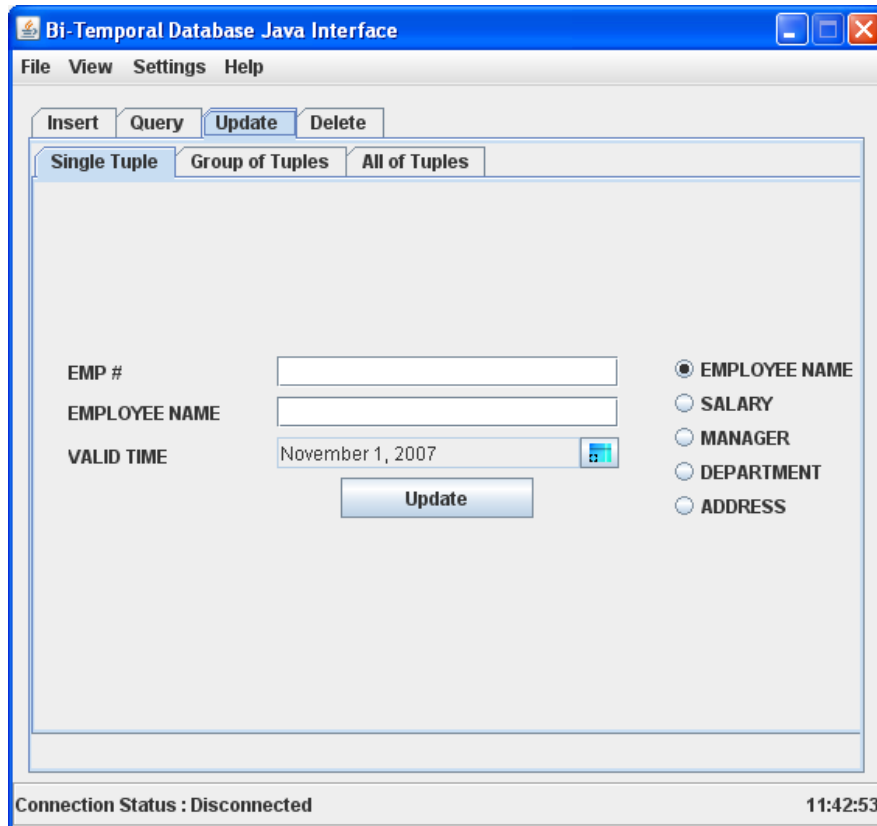 Bi-Temporal Database Java Interface
File View Settings Help
Insert Query Update Delete
Single Tuple Group of Tuples All of Tuples
EMP #
EMPLOYEE NAME
VALID TIME November 1, 2007
Update
EMPLOYEE NAME
SALARY
MANAGER
DEPARTMENT
ADDRESS
Connection Status : Disconnected 11:42:53